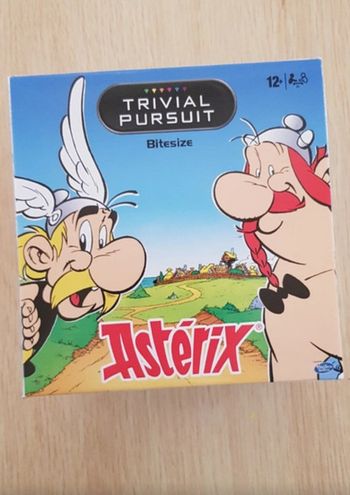 TRIVIAL
PURSUIT
Bitesize
12+
Astérix®